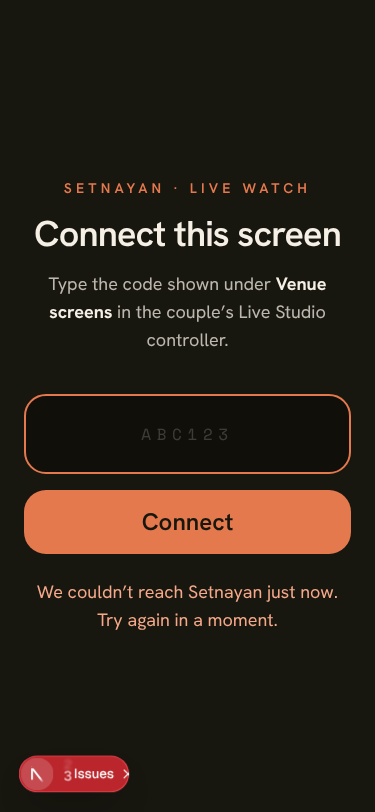 SETNAYAN · LIVE WATCH
Connect this screen
Type the code shown under Venue
screens in the couple’s Live Studio
controller.
ABC123
Connect
We couldn’t reach Setnayan just now.
Try again in a moment.
3 Issues